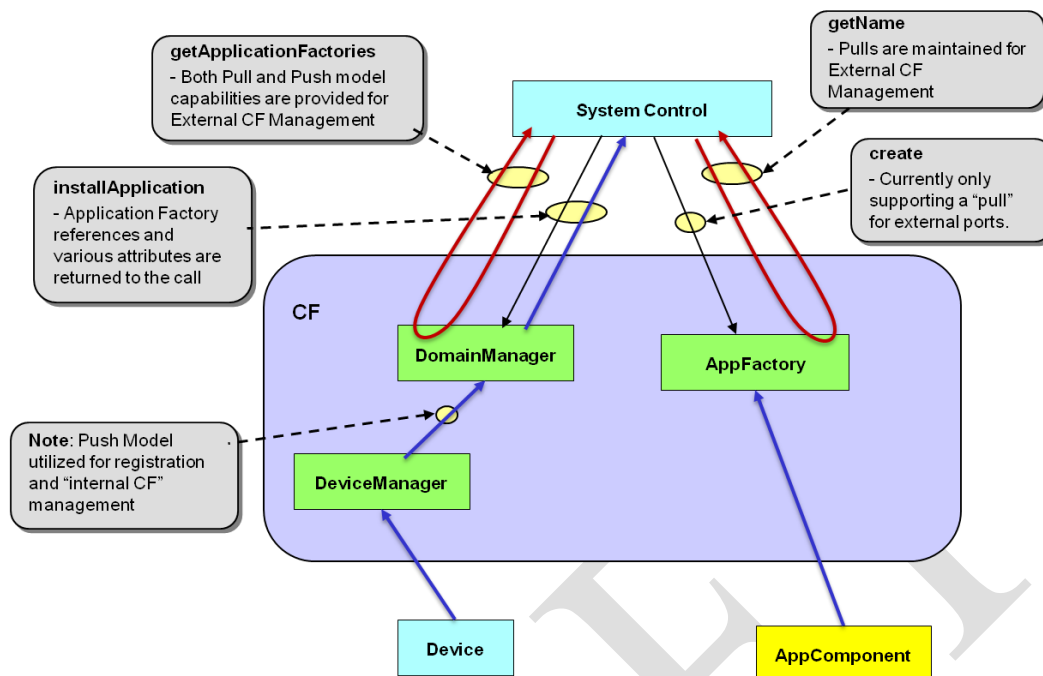 getApplicationFactories
- Both Pull and Push model
capabilities are provided for
External CF Management
getName
- Pulls are maintained for
External CF
Management
System Control
create
- Currently only
supporting a “pull”
for external ports.
installApplication
- Application Factory
references and
various attributes are
returned to the call
CF
DomainManager
AppFactory
Note: Push Model
utilized for registration
and “internal CF”
management
DeviceManager
Device
AppComponent